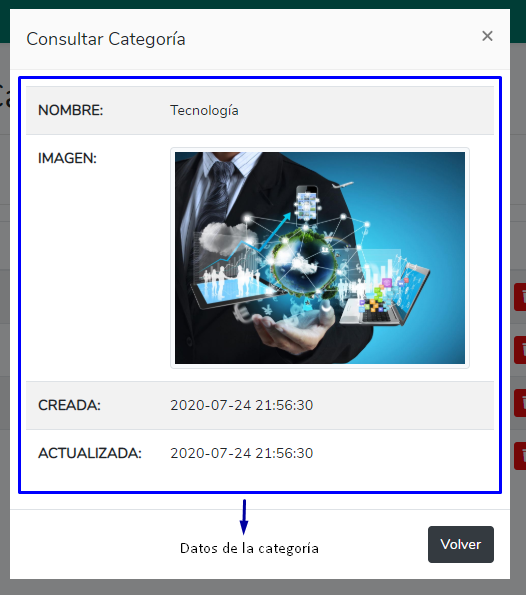 Consultar Categoría ×
NOMBRE: Tecnología
IMAGEN:
CREADA: 2020-07-24 21:56:30
ACTUALIZADA: 2020-07-24 21:56:30
Datos de la categoría
Volver